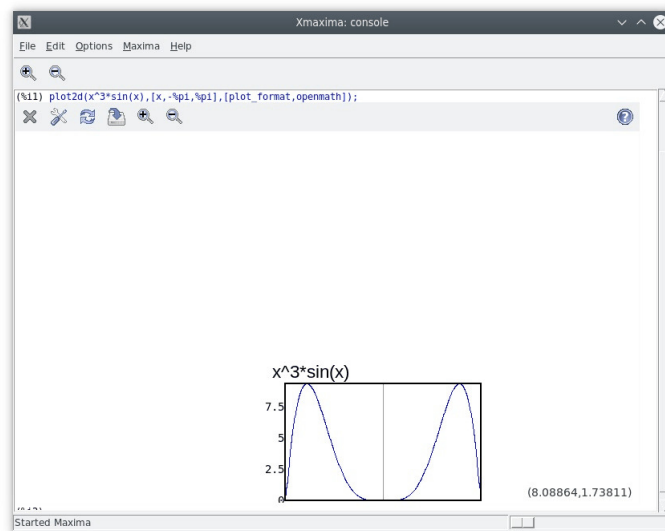 Xmaxima: console
File Edit Options Maxima Help
(%i1) plot2d(x^3*sin(x),[x,-%pi,%pi],[plot_format,openmath]);
x^3*sin(x)
7.5
5
2.5
0
(8.08864,1.73811)
Started Maxima